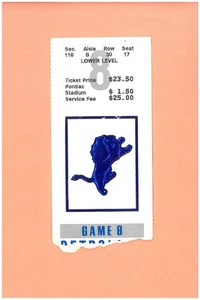 Sec. Aisle Row Seat
116 8 30 17
LOWER LEVEL
8
Ticket Price $23.50
Pontiac
Stadium $ 1.50
Service Fee $25.00
GAME 8